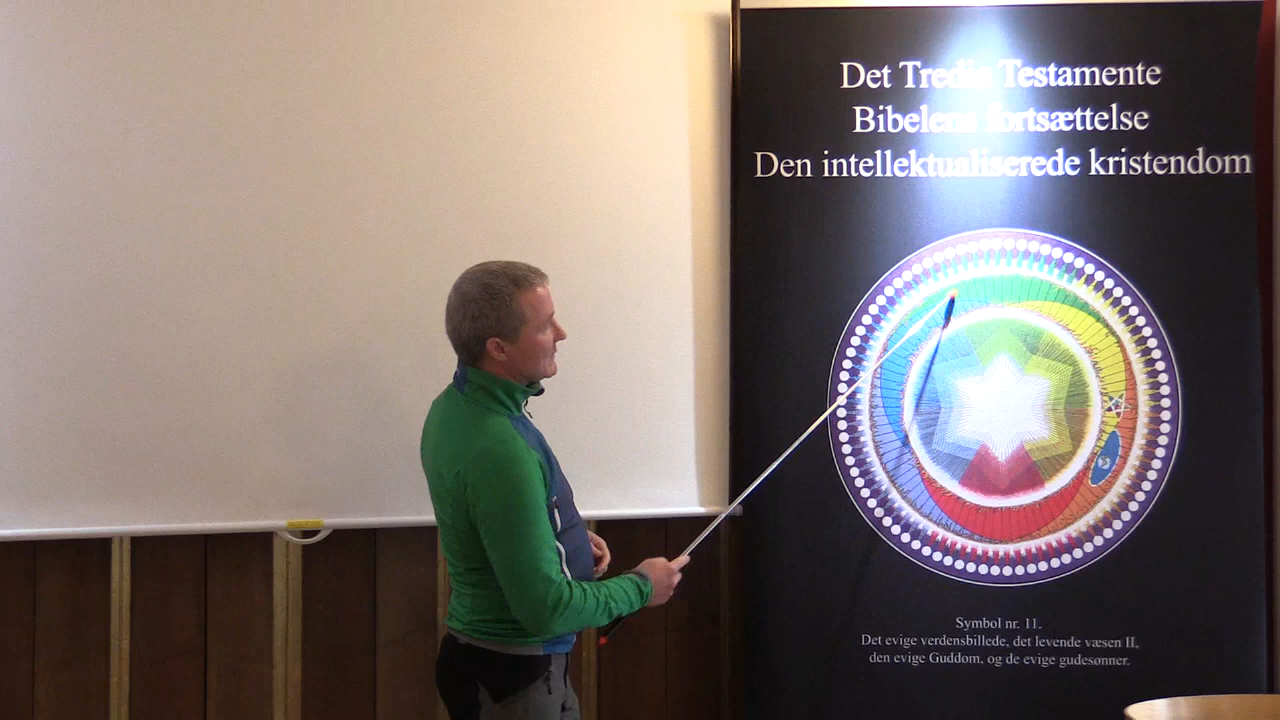 Det Tredie Testamente
Bibelens fortsættelse
Den intellektualiserede kristendom
Symbol nr. 11.
Det evige verdensbillede, det levende væsen II,
den evige Guddom, og de evige gudesønner.